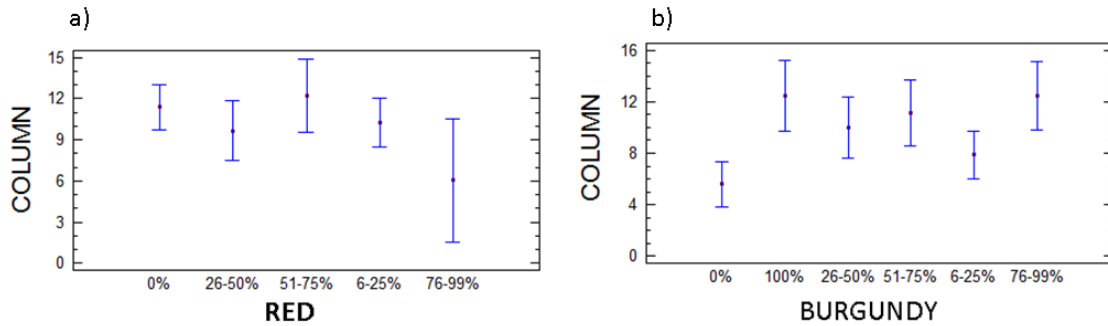 a)
COLUMN
15
12
9
6
3
0
0% 26-50% 51-75% 6-25% 76-99%
RED
b)
COLUMN
16
12
8
4
0
0% 100% 26-50% 51-75% 6-25% 76-99%
BURGUNDY